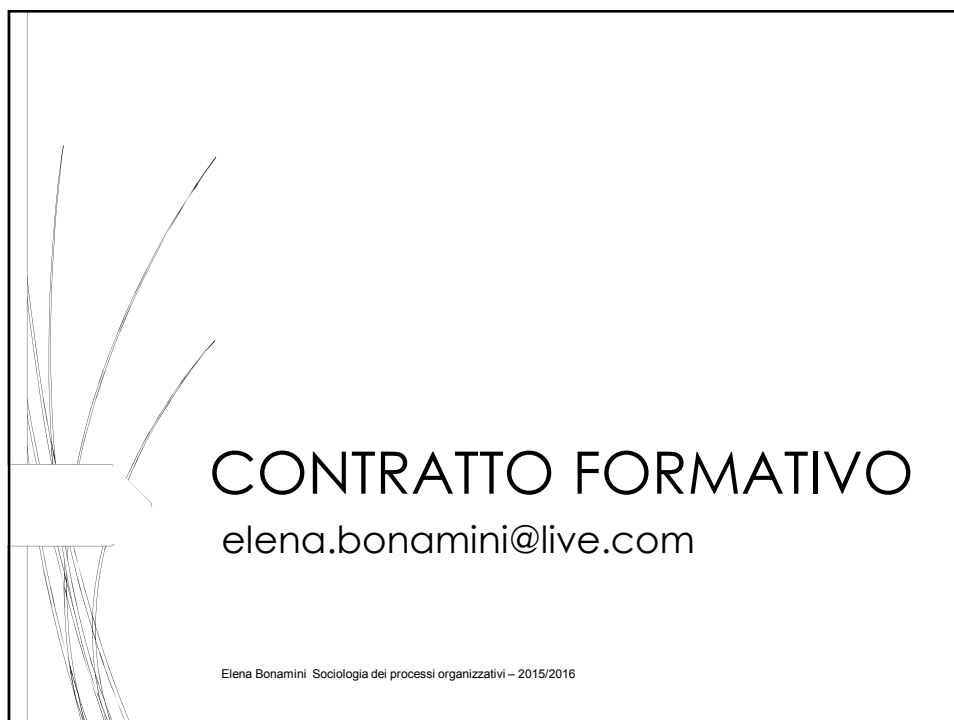 CONTRATTO FORMATIVO
elena.bonamini@live.com
Elena Bonamini Sociologia dei processi organizzativi – 2015/2016